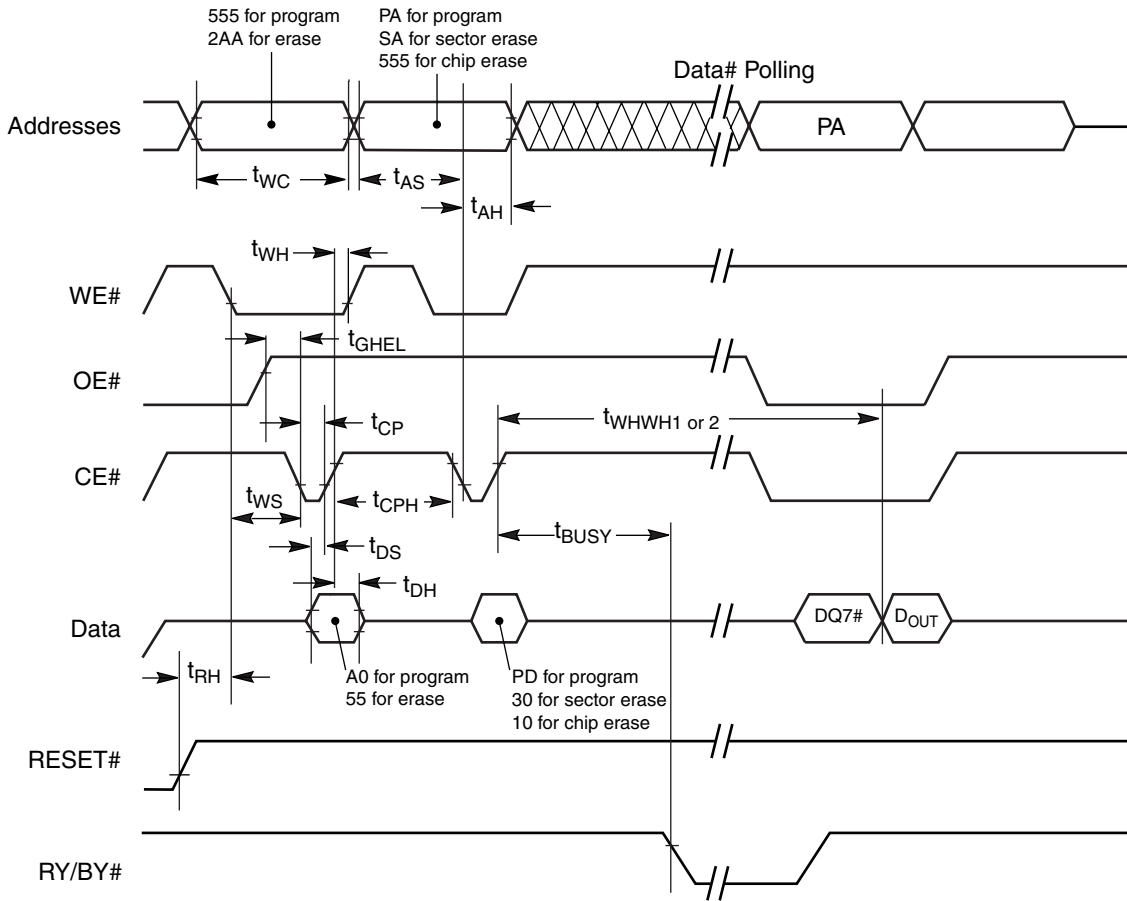 555 for program
2AA for erase
PA for program
SA for sector erase
555 for chip erase
Data# Polling
Addresses
PA
tWC
tAS
tAH
tWH
WE#
tGHEL
OE#
tWHWH1 or 2
tCP
CE#
tWS
tCPH
tBUSY
tDS
tDH
Data
DQ7#
DOUT
tRH
A0 for program
55 for erase
PD for program
30 for sector erase
10 for chip erase
RESET#
RY/BY#